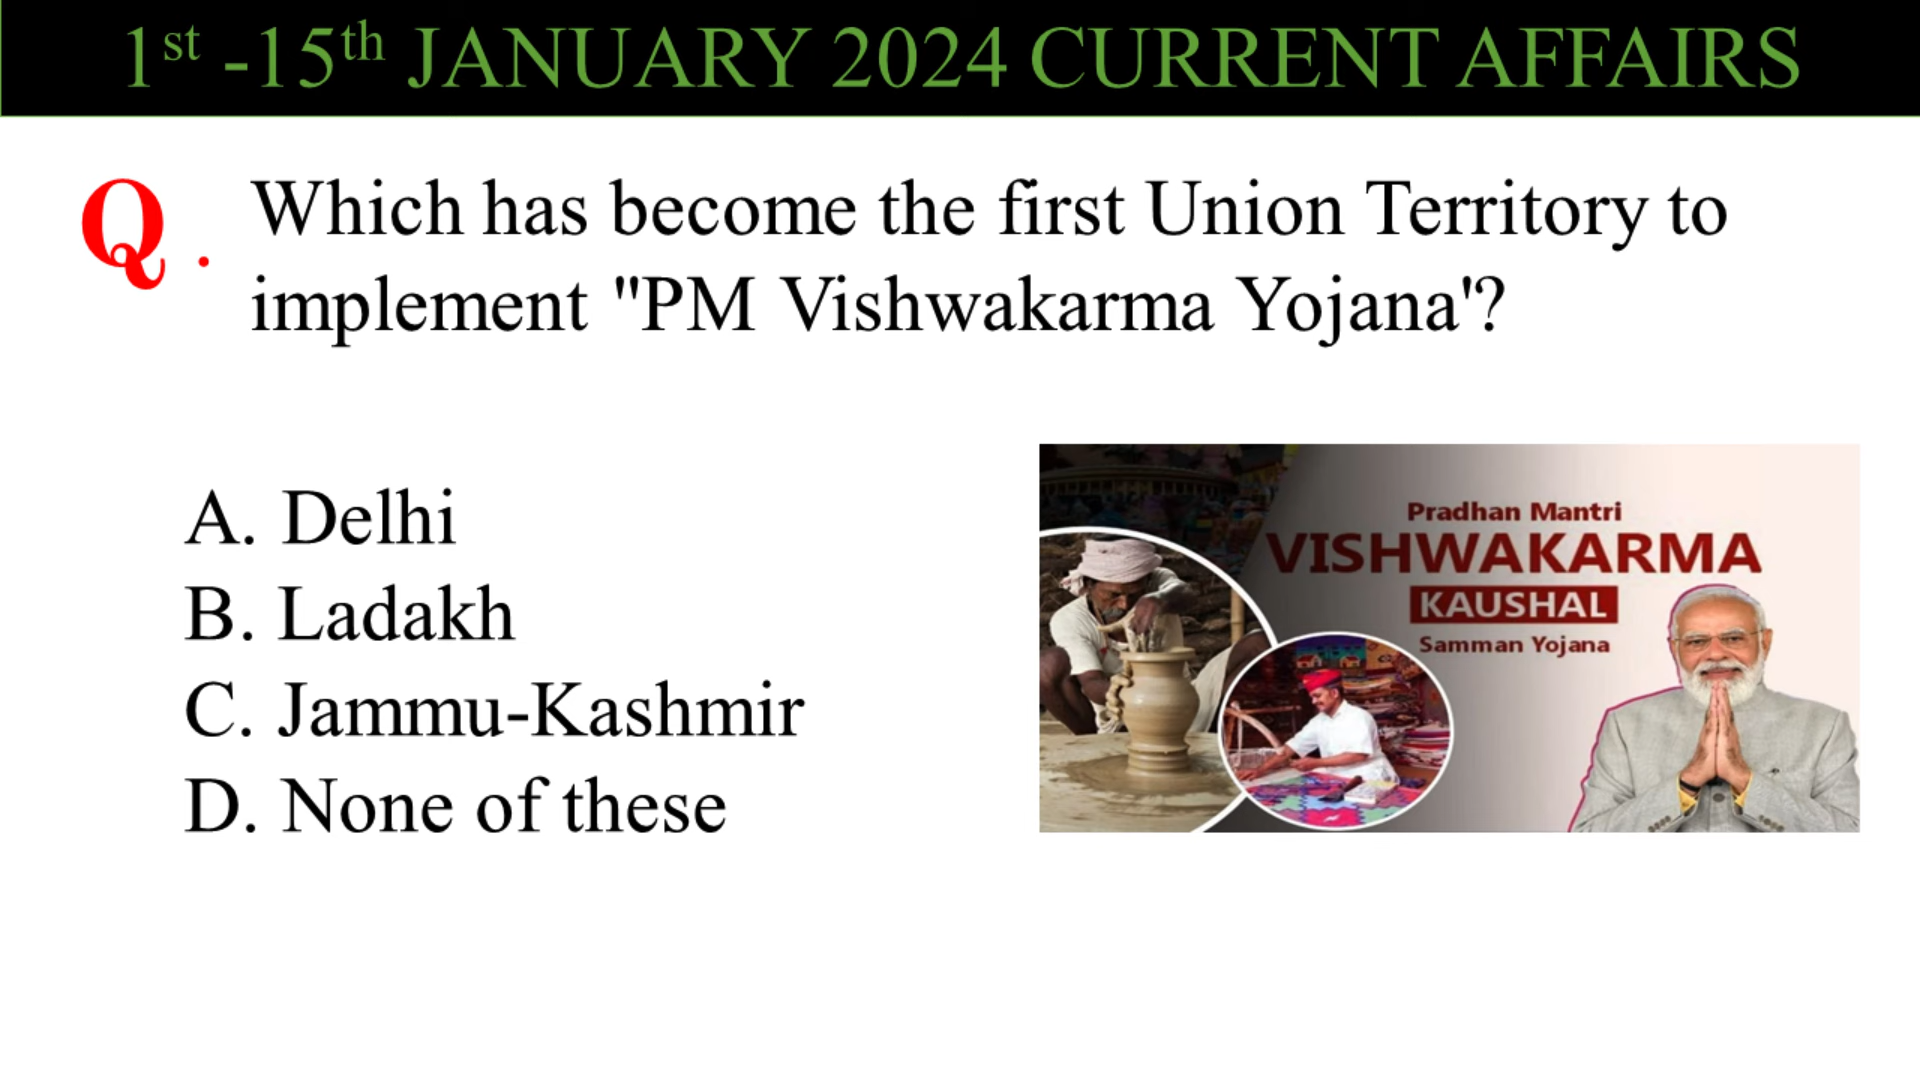 1st -15th JANUARY 2024 CURRENT AFFAIRS
Q . Which has become the first Union Territory to
implement "PM Vishwakarma Yojana'?
A. Delhi
B. Ladakh
C. Jammu-Kashmir
D. None of these
Pradhan Mantri
VISHWAKARMA
KAUSHAL
Samman Yojana